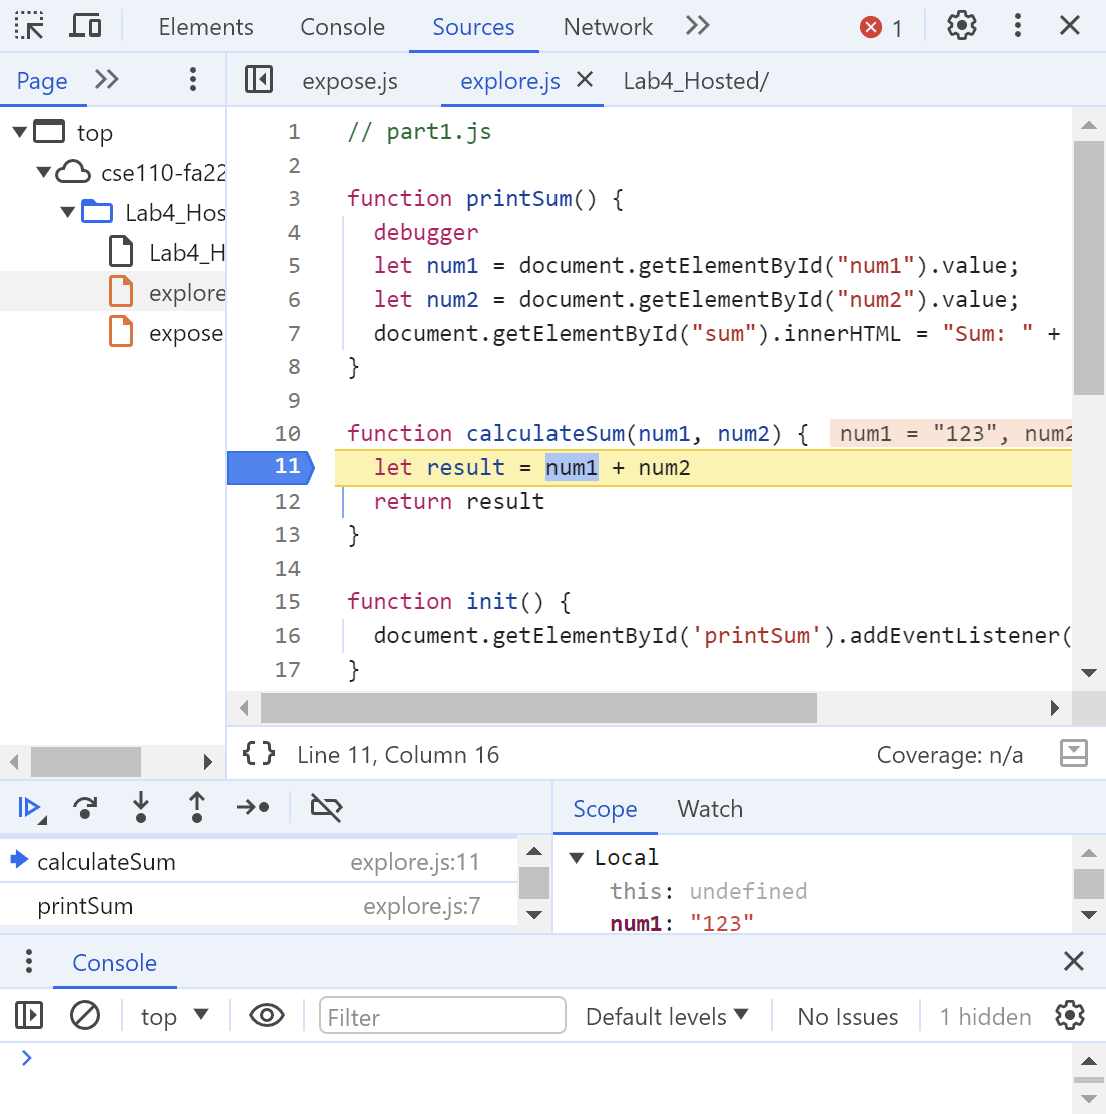 Elements Console Sources Network 1
Page expose.js explore.js Lab4_Hosted/
top
cse110-fa22
Lab4_Hos
Lab4_H
explore
expose.
1 // part1.js
2
3 function printSum() {
4 debugger
5 let num1 = document.getElementById("num1").value;
6 let num2 = document.getElementById("num2").value;
7 document.getElementById("sum").innerHTML = "Sum: " +
8 }
9
10 function calculateSum(num1, num2) { num1 = "123", num2
11 let result = num1 + num2
12 return result
13 }
14
15 function init() {
16 document.getElementById('printSum').addEventListener(
17 }
{} Line 11, Column 16 Coverage: n/a
Scope Watch
calculateSum explore.js:11
printSum explore.js:7
Local
this: undefined
num1: "123"
Console
top Filter Default levels No Issues 1 hidden